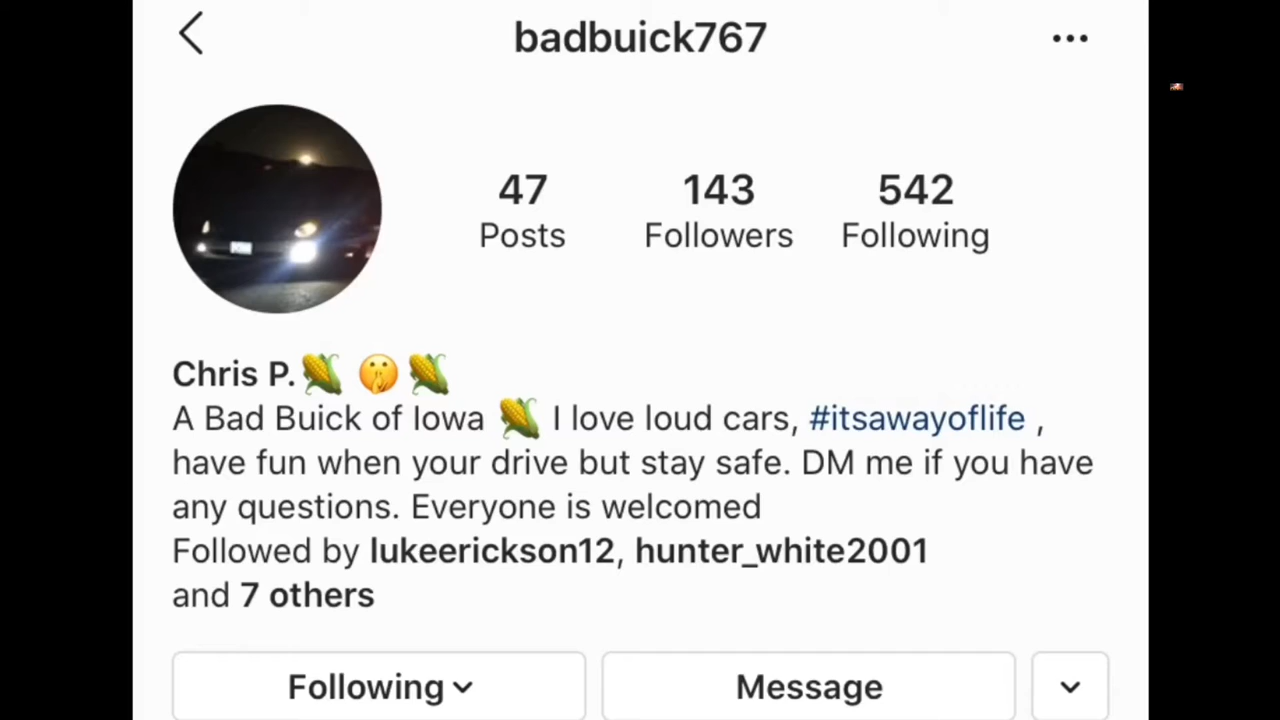 badbuick767
47 143 542
Posts Followers Following
Chris P.🌽 🤫 🌽
A Bad Buick of Iowa 🌽 I love loud cars, #itsawayoflife ,
have fun when your drive but stay safe. DM me if you have
any questions. Everyone is welcomed
Followed by lukeerickson12, hunter_white2001
and 7 others
Following Message